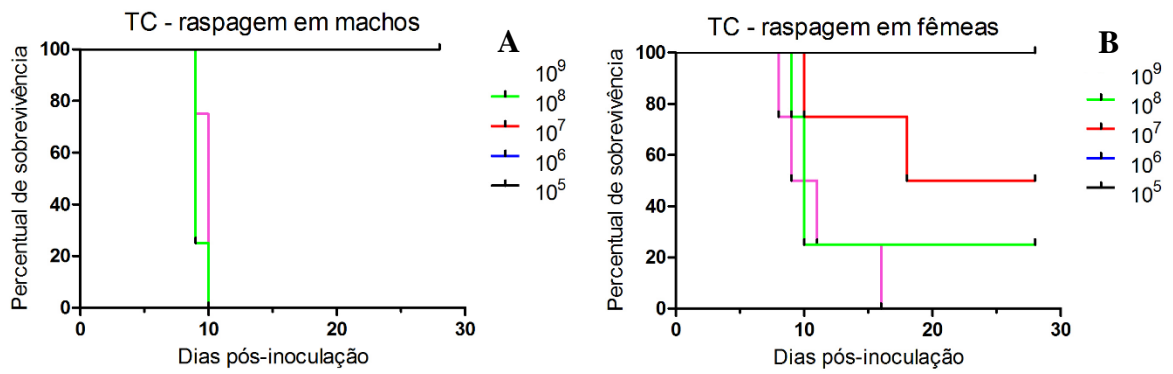 TC - raspagem em machos
A
Percentual de sobrevivência
100
80
60
40
20
0
0 10 20 30
Dias pós-inoculação
10⁹
10⁸
10⁷
10⁶
10⁵
TC - raspagem em fêmeas
B
Percentual de sobrevivência
100
80
60
40
20
0
0 10 20 30
Dias pós-inoculação
10⁹
10⁸
10⁷
10⁶
10⁵